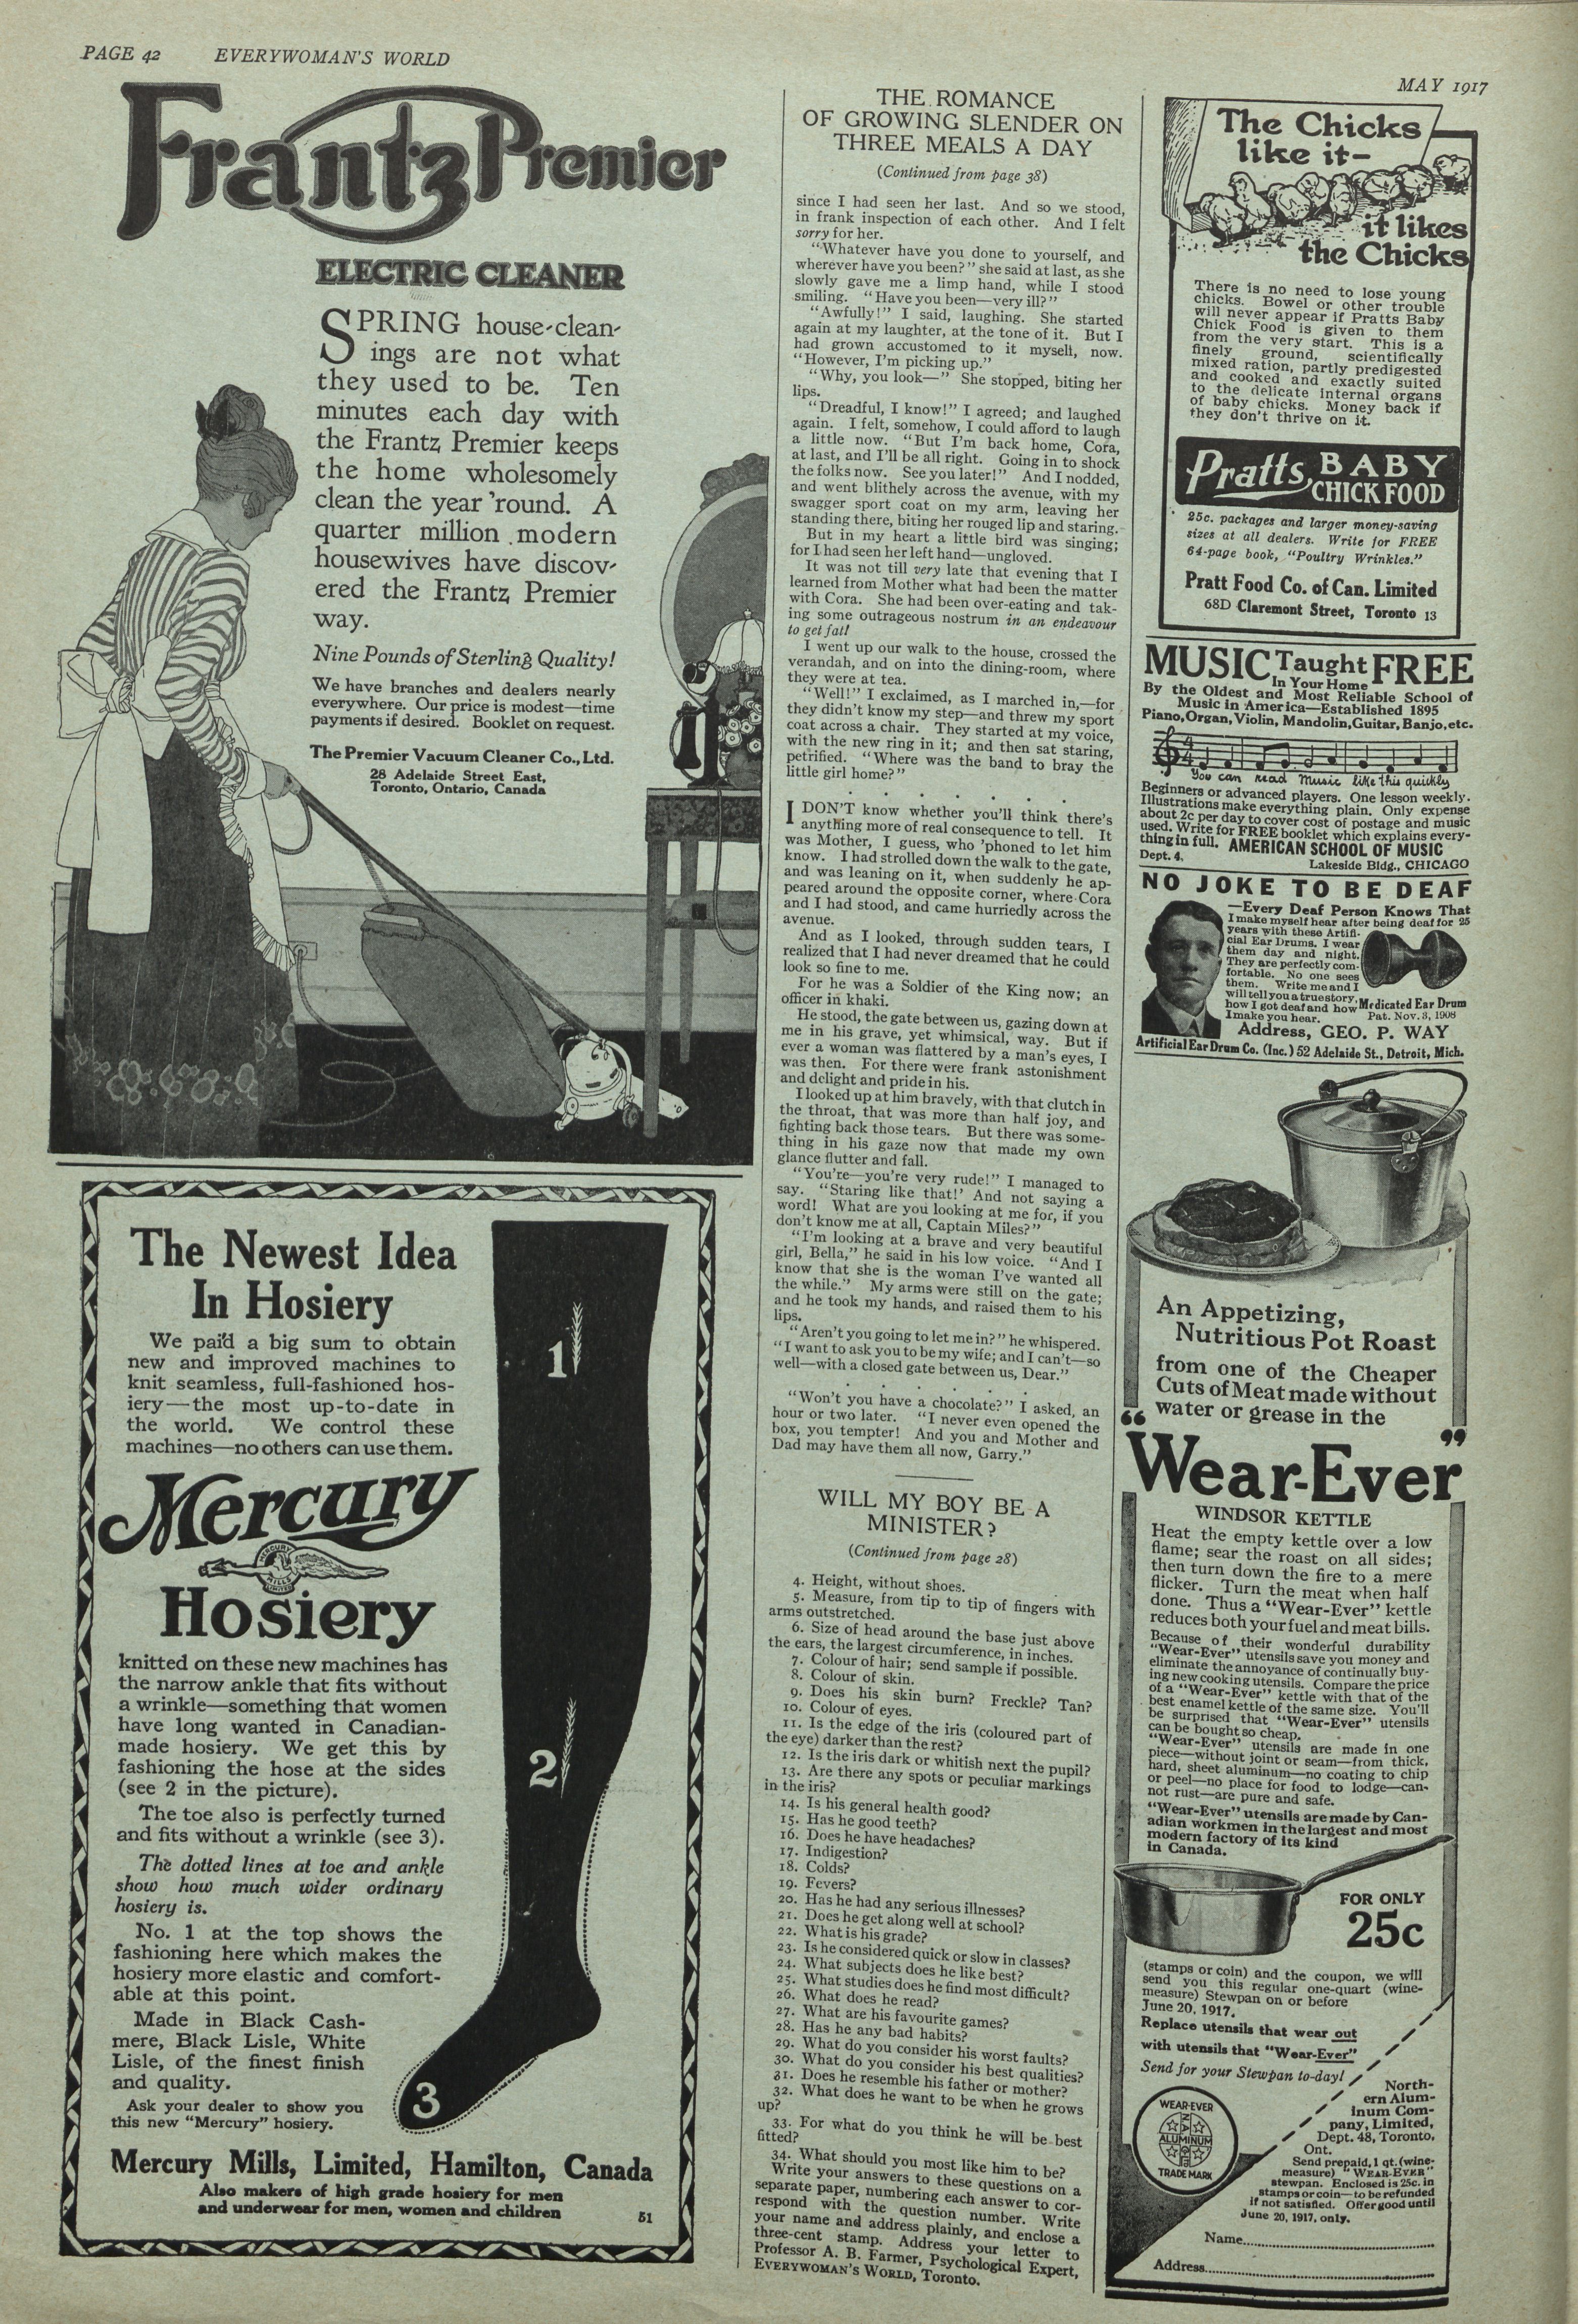 PAGE 42 EVERYWOMAN'S WORLD
MAY 1917
Frantz Premier
ELECTRIC CLEANER
SPRING house-clean-
ings are not what
they used to be. Ten
minutes each day with
the Frantz Premier keeps
the home wholesomely
clean the year 'round. A
quarter million modern
housewives have discov-
ered the Frantz Premier
way.
Nine Pounds of Sterling Quality!
We have branches and dealers nearly
everywhere. Our price is modest—time
payments if desired. Booklet on request.
The Premier Vacuum Cleaner Co., Ltd.
28 Adelaide Street East,
Toronto, Ontario, Canada
The Newest Idea
In Hosiery
We paid a big sum to obtain
new and improved machines to
knit seamless, full-fashioned hos-
iery—the most up-to-date in
the world. We control these
machines—no others can use them.
Mercury
MERCURY
MILLS
LIMITED
Hosiery
knitted on these new machines has
the narrow ankle that fits without
a wrinkle—something that women
have long wanted in Canadian-
made hosiery. We get this by
fashioning the hose at the sides
(see 2 in the picture).
The toe also is perfectly turned
and fits without a wrinkle (see 3).
The dotted lines at toe and ankle
show how much wider ordinary
hosiery is.
No. 1 at the top shows the
fashioning here which makes the
hosiery more elastic and comfort-
able at this point.
Made in Black Cash-
mere, Black Lisle, White
Lisle, of the finest finish
and quality.
Ask your dealer to show you
this new "Mercury" hosiery.
1
2
3
Mercury Mills, Limited, Hamilton, Canada
Also makers of high grade hosiery for men
and underwear for men, women and children
51
THE ROMANCE
OF GROWING SLENDER ON
THREE MEALS A DAY
(Continued from page 38)
since I had seen her last. And so we stood,
in frank inspection of each other. And I felt
sorry for her.
"Whatever have you done to yourself, and
wherever have you been?" she said at last, as she
slowly gave me a limp hand, while I stood
smiling. "Have you been—very ill?"
"Awfully!" I said, laughing. She started
again at my laughter, at the tone of it. But I
had grown accustomed to it myself, now.
"However, I'm picking up."
"Why, you look—" She stopped, biting her
lips.
"Dreadful, I know!" I agreed; and laughed
again. I felt, somehow, I could afford to laugh
a little now. "But I'm back home, Cora,
at last, and I'll be all right. Going in to shock
the folks now. See you later!" And I nodded,
and went blithely across the avenue, with my
swagger sport coat on my arm, leaving her
standing there, biting her rouged lip and staring.
But in my heart a little bird was singing;
for I had seen her left hand—ungloved.
It was not till very late that evening that I
learned from Mother what had been the matter
with Cora. She had been over-eating and tak-
ing some outrageous nostrum in an endeavour
to get fat!
I went up our walk to the house, crossed the
verandah, and on into the dining-room, where
they were at tea.
"Well!" I exclaimed, as I marched in,—for
they didn't know my step—and threw my sport
coat across a chair. They started at my voice,
with the new ring in it; and then sat staring,
petrified. "Where was the band to bray the
little girl home?"
I DON'T know whether you'll think there's
anything more of real consequence to tell. It
was Mother, I guess, who 'phoned to let him
know. I had strolled down the walk to the gate,
and was leaning on it, when suddenly he ap-
peared around the opposite corner, where Cora
and I had stood, and came hurriedly across the
avenue.
And as I looked, through sudden tears, I
realized that I had never dreamed that he could
look so fine to me.
For he was a Soldier of the King now; an
officer in khaki.
He stood, the gate between us, gazing down at
me in his grave, yet whimsical, way. But if
ever a woman was flattered by a man's eyes, I
was then. For there were frank astonishment
and delight and pride in his.
I looked up at him bravely, with that clutch in
the throat, that was more than half joy, and
fighting back those tears. But there was some-
thing in his gaze now that made my own
glance flutter and fall.
"You're—you're very rude!" I managed to
say. "Staring like that!' And not saying a
word! What are you looking at me for, if you
don't know me at all, Captain Miles?"
"I'm looking at a brave and very beautiful
girl, Bella," he said in his low voice. "And I
know that she is the woman I've wanted all
the while." My arms were still on the gate;
and he took my hands, and raised them to his
lips.
"Aren't you going to let me in?" he whispered.
"I want to ask you to be my wife; and I can't—so
well—with a closed gate between us, Dear."
"Won't you have a chocolate?" I asked, an
hour or two later. "I never even opened the
box, you tempter! And you and Mother and
Dad may have them all now, Garry."
WILL MY BOY BE A
MINISTER?
(Continued from page 28)
4. Height, without shoes.
5. Measure, from tip to tip of fingers with
arms outstretched.
6. Size of head around the base just above
the ears, the largest circumference, in inches.
7. Colour of hair; send sample if possible.
8. Colour of skin.
9. Does his skin burn? Freckle? Tan?
10. Colour of eyes.
11. Is the edge of the iris (coloured part of
the eye) darker than the rest?
12. Is the iris dark or whitish next the pupil?
13. Are there any spots or peculiar markings
in the iris?
14. Is his general health good?
15. Has he good teeth?
16. Does he have headaches?
17. Indigestion?
18. Colds?
19. Fevers?
20. Has he had any serious illnesses?
21. Does he get along well at school?
22. What is his grade?
23. Is he considered quick or slow in classes?
24. What subjects does he like best?
25. What studies does he find most difficult?
26. What does he read?
27. What are his favourite games?
28. Has he any bad habits?
29. What do you consider his worst faults?
30. What do you consider his best qualities?
31. Does he resemble his father or mother?
32. What does he want to be when he grows
up?
33. For what do you think he will be best
fitted?
34. What should you most like him to be?
Write your answers to these questions on a
separate paper, numbering each answer to cor-
respond with the question number. Write
your name and address plainly, and enclose a
three-cent stamp. Address your letter to
Professor A. B. Farmer, Psychological Expert,
EVERYWOMAN'S WORLD, Toronto.
The Chicks
like it—
it likes
the Chicks
There is no need to lose young
chicks. Bowel or other trouble
will never appear if Pratts Baby
Chick Food is given to them
from the very start. This is a
finely ground, scientifically
mixed ration, partly predigested
and cooked and exactly suited
to the delicate internal organs
of baby chicks. Money back if
they don't thrive on it.
Pratts, BABY
CHICK FOOD
25c. packages and larger money-saving
sizes at all dealers. Write for FREE
64-page book, "Poultry Wrinkles."
Pratt Food Co. of Can. Limited
68D Claremont Street, Toronto 13
MUSIC Taught FREE
In Your Home
By the Oldest and Most Reliable School of
Music in America—Established 1895
Piano, Organ, Violin, Mandolin, Guitar, Banjo, etc.
You can read Music like this quickly
Beginners or advanced players. One lesson weekly.
Illustrations make everything plain. Only expense
about 2c per day to cover cost of postage and music
used. Write for FREE booklet which explains every-
thing in full. AMERICAN SCHOOL OF MUSIC
Dept. 4, Lakeside Bldg., CHICAGO
NO JOKE TO BE DEAF
—Every Deaf Person Knows That
I make myself hear after being deaf for 25
years with these Artifi-
cial Ear Drums. I wear
them day and night.
They are perfectly com-
fortable. No one sees
them. Write me and I
will tell you a true story,
how I got deaf and how
I make you hear.
Medicated Ear Drum
Pat. Nov. 3, 1908
Address, GEO. P. WAY
Artificial Ear Drum Co. (Inc.) 52 Adelaide St., Detroit, Mich.
An Appetizing,
Nutritious Pot Roast
from one of the Cheaper
Cuts of Meat made without
water or grease in the
"Wear-Ever"
WINDSOR KETTLE
Heat the empty kettle over a low
flame; sear the roast on all sides;
then turn down the fire to a mere
flicker. Turn the meat when half
done. Thus a "Wear-Ever" kettle
reduces both your fuel and meat bills.
Because of their wonderful durability
"Wear-Ever" utensils save you money and
eliminate the annoyance of continually buy-
ing new cooking utensils. Compare the price
of a "Wear-Ever" kettle with that of the
best enamel kettle of the same size. You'll
be surprised that "Wear-Ever" utensils
can be bought so cheap.
"Wear-Ever" utensils are made in one
piece—without joint or seam—from thick,
hard, sheet aluminum—no coating to chip
or peel—no place for food to lodge—can-
not rust—are pure and safe.
"Wear-Ever" utensils are made by Can-
adian workmen in the largest and most
modern factory of its kind
in Canada.
FOR ONLY
25c
(stamps or coin) and the coupon, we will
send you this regular one-quart (wine-
measure) Stewpan on or before
June 20, 1917.
Replace utensils that wear out
with utensils that "Wear-Ever"
Send for your Stewpan to-day!
WEAR-EVER
ALUMINUM
TRADE MARK
North-
ern Alum-
inum Com-
pany, Limited,
Dept. 48, Toronto,
Ont.
Send prepaid, 1 qt. (wine-
measure) "WEAR-EVER"
stewpan. Enclosed is 25c. in
stamps or coin—to be refunded
if not satisfied. Offer good until
June 20, 1917, only.
Name
Address